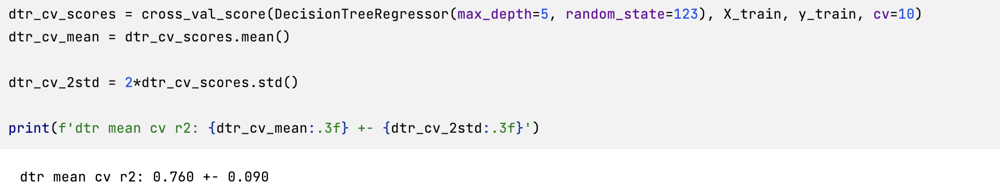 dtr_cv_scores = cross_val_score(DecisionTreeRegressor(max_depth=5, random_state=123), X_train, y_train, cv=10)
dtr_cv_mean = dtr_cv_scores.mean()
dtr_cv_2std = 2*dtr_cv_scores.std()
print(f'dtr mean cv r2: {dtr_cv_mean:.3f} +- {dtr_cv_2std:.3f}')
dtr mean cv r2: 0.760 +- 0.090